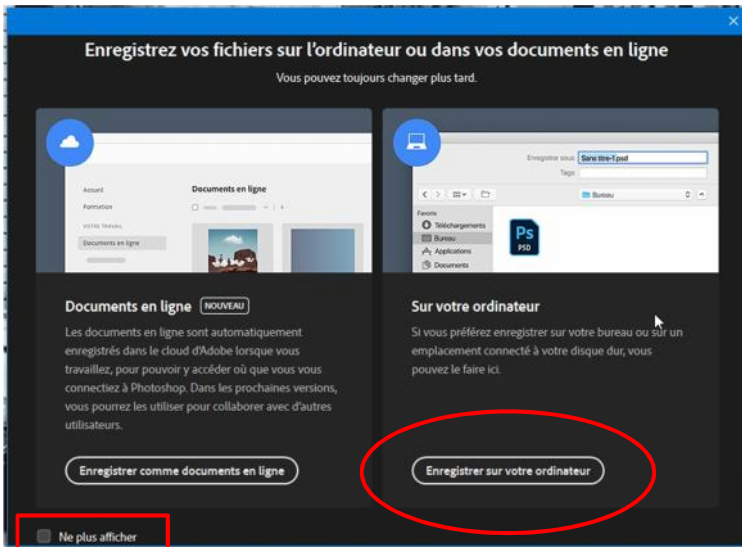 Enregistrez vos fichiers sur l'ordinateur ou dans vos documents en ligne
Vous pouvez toujours changer plus tard.
Accueil
Formation
VOTRE TRAVAIL
Documents en ligne
Documents en ligne
Enregistrer sous: Sans titre-1.psd
Tags:
Bureau
Favoris
Téléchargements
Bureau
Applications
Documents
Ps
PSD
Documents en ligne NOUVEAU
Les documents en ligne sont automatiquement
enregistrés dans le cloud d'Adobe lorsque vous
travaillez, pour pouvoir y accéder où que vous vous
connectiez à Photoshop. Dans les prochaines versions,
vous pourrez les utiliser pour collaborer avec d'autres
utilisateurs.
Enregistrer comme documents en ligne
Sur votre ordinateur
Si vous préférez enregistrer sur votre bureau ou sur un
emplacement connecté à votre disque dur, vous
pouvez le faire ici.
Enregistrer sur votre ordinateur
Ne plus afficher